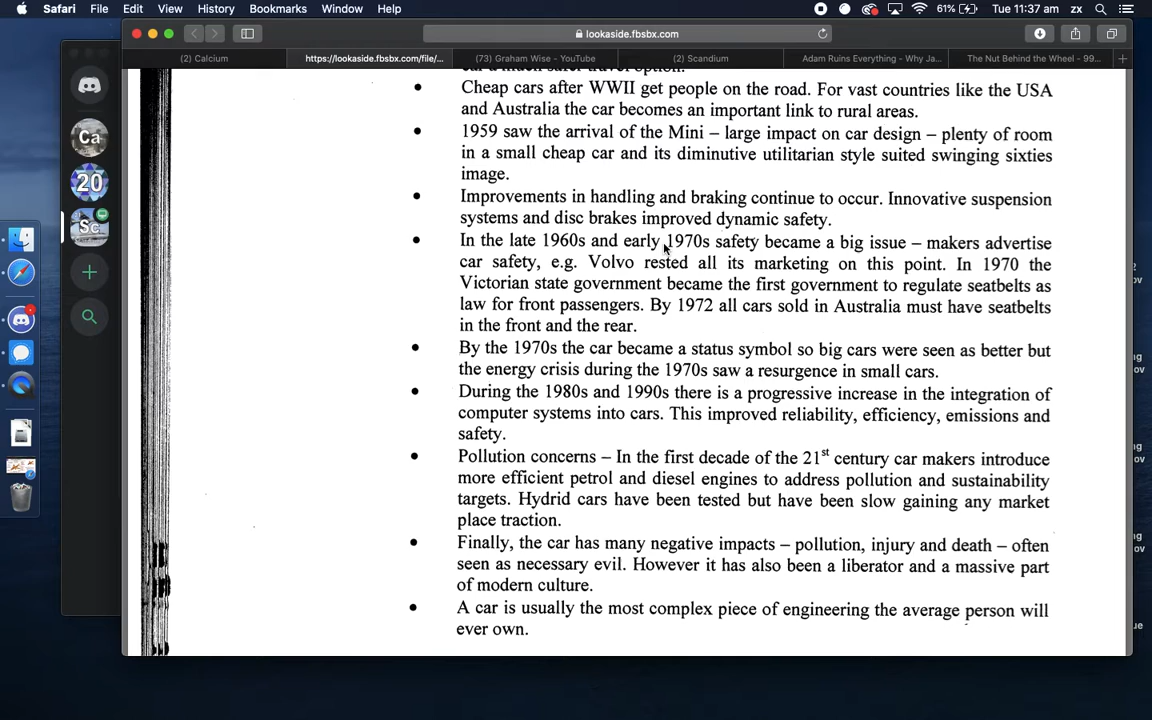 Safari File Edit View History Bookmarks Window Help 61% Tue 11:37 am zx
lookaside.fbsbx.com
(2) Calcium https://lookaside.fbsbx.com/file/... (73) Graham Wise - YouTube (2) Scandium Adam Ruins Everything - Why Ja... The Nut Behind the Wheel - 99...
car a much safer travel option.
• Cheap cars after WWII get people on the road. For vast countries like the USA
and Australia the car becomes an important link to rural areas.
• 1959 saw the arrival of the Mini – large impact on car design – plenty of room
in a small cheap car and its diminutive utilitarian style suited swinging sixties
image.
• Improvements in handling and braking continue to occur. Innovative suspension
systems and disc brakes improved dynamic safety.
• In the late 1960s and early 1970s safety became a big issue – makers advertise
car safety, e.g. Volvo rested all its marketing on this point. In 1970 the
Victorian state government became the first government to regulate seatbelts as
law for front passengers. By 1972 all cars sold in Australia must have seatbelts
in the front and the rear.
• By the 1970s the car became a status symbol so big cars were seen as better but
the energy crisis during the 1970s saw a resurgence in small cars.
• During the 1980s and 1990s there is a progressive increase in the integration of
computer systems into cars. This improved reliability, efficiency, emissions and
safety.
• Pollution concerns – In the first decade of the 21st century car makers introduce
more efficient petrol and diesel engines to address pollution and sustainability
targets. Hydrid cars have been tested but have been slow gaining any market
place traction.
• Finally, the car has many negative impacts – pollution, injury and death – often
seen as necessary evil. However it has also been a liberator and a massive part
of modern culture.
• A car is usually the most complex piece of engineering the average person will
ever own.
Ca
20
Sc